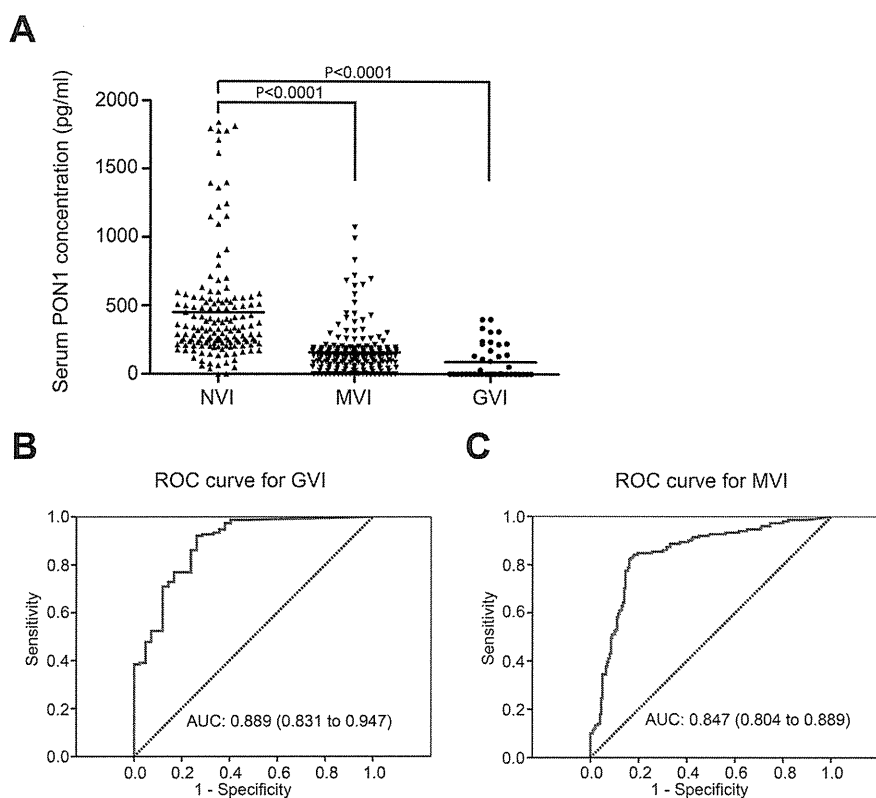 A
Serum PON1 concentration (pg/ml)
2000
1500
1000
500
0
P<0.0001
P<0.0001
NVI MVI GVI
B
ROC curve for GVI
Sensitivity
1.0
0.8
0.6
0.4
0.2
0.0
AUC: 0.889 (0.831 to 0.947)
0.0 0.2 0.4 0.6 0.8 1.0
1 - Specificity
C
ROC curve for MVI
Sensitivity
1.0
0.8
0.6
0.4
0.2
0.0
AUC: 0.847 (0.804 to 0.889)
0.0 0.2 0.4 0.6 0.8 1.0
1 - Specificity